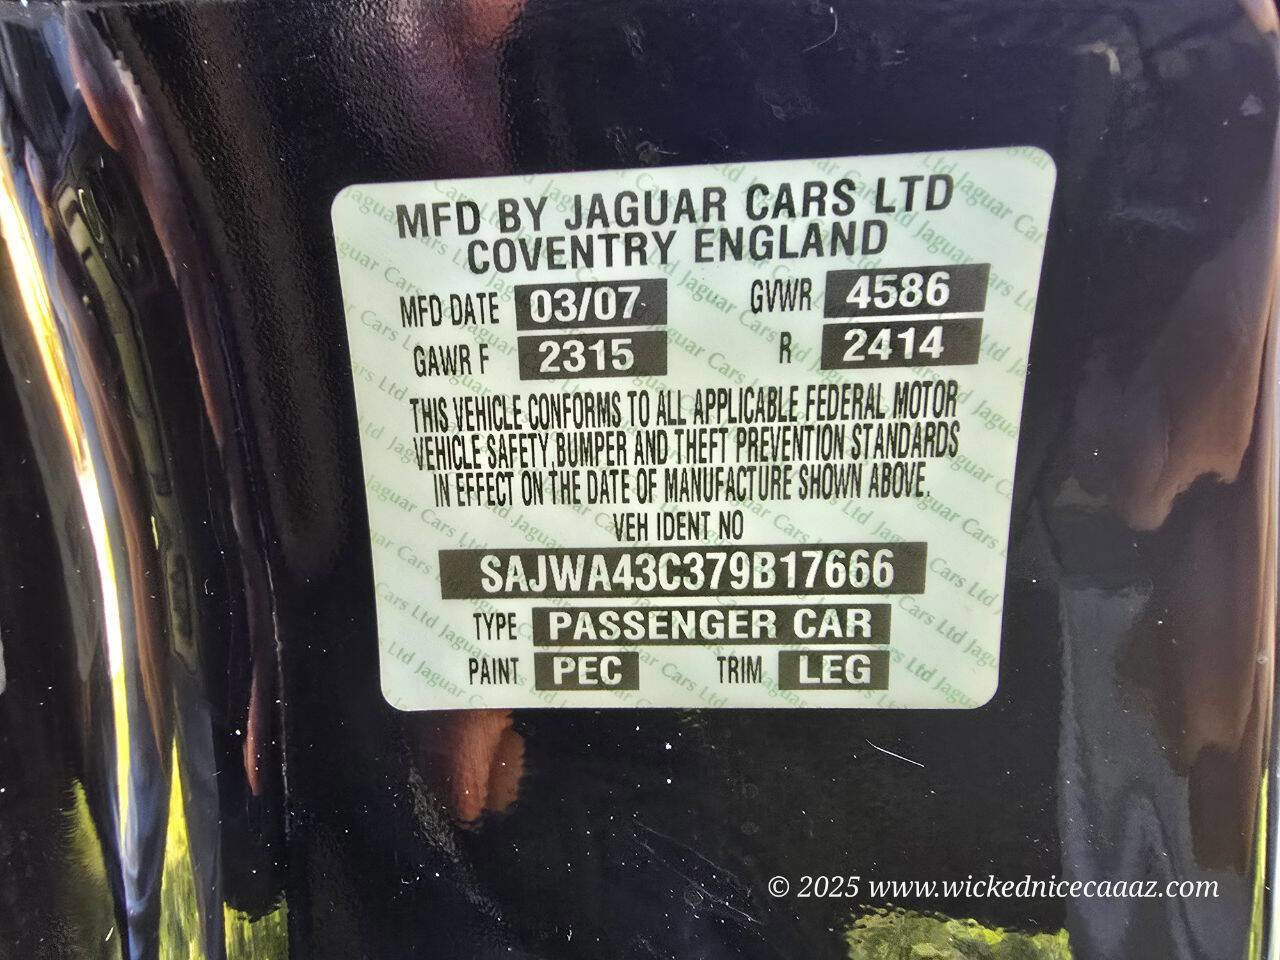 MFD BY JAGUAR CARS LTD
COVENTRY ENGLAND
MFD DATE 03/07 GVWR 4586
GAWR F 2315 R 2414
THIS VEHICLE CONFORMS TO ALL APPLICABLE FEDERAL MOTOR
VEHICLE SAFETY,BUMPER AND THEFT PREVENTION STANDARDS
IN EFFECT ON THE DATE OF MANUFACTURE SHOWN ABOVE.
VEH IDENT NO
SAJWA43C379B17666
TYPE PASSENGER CAR
PAINT PEC TRIM LEG
© 2025 www.wickednicecaaaz.com